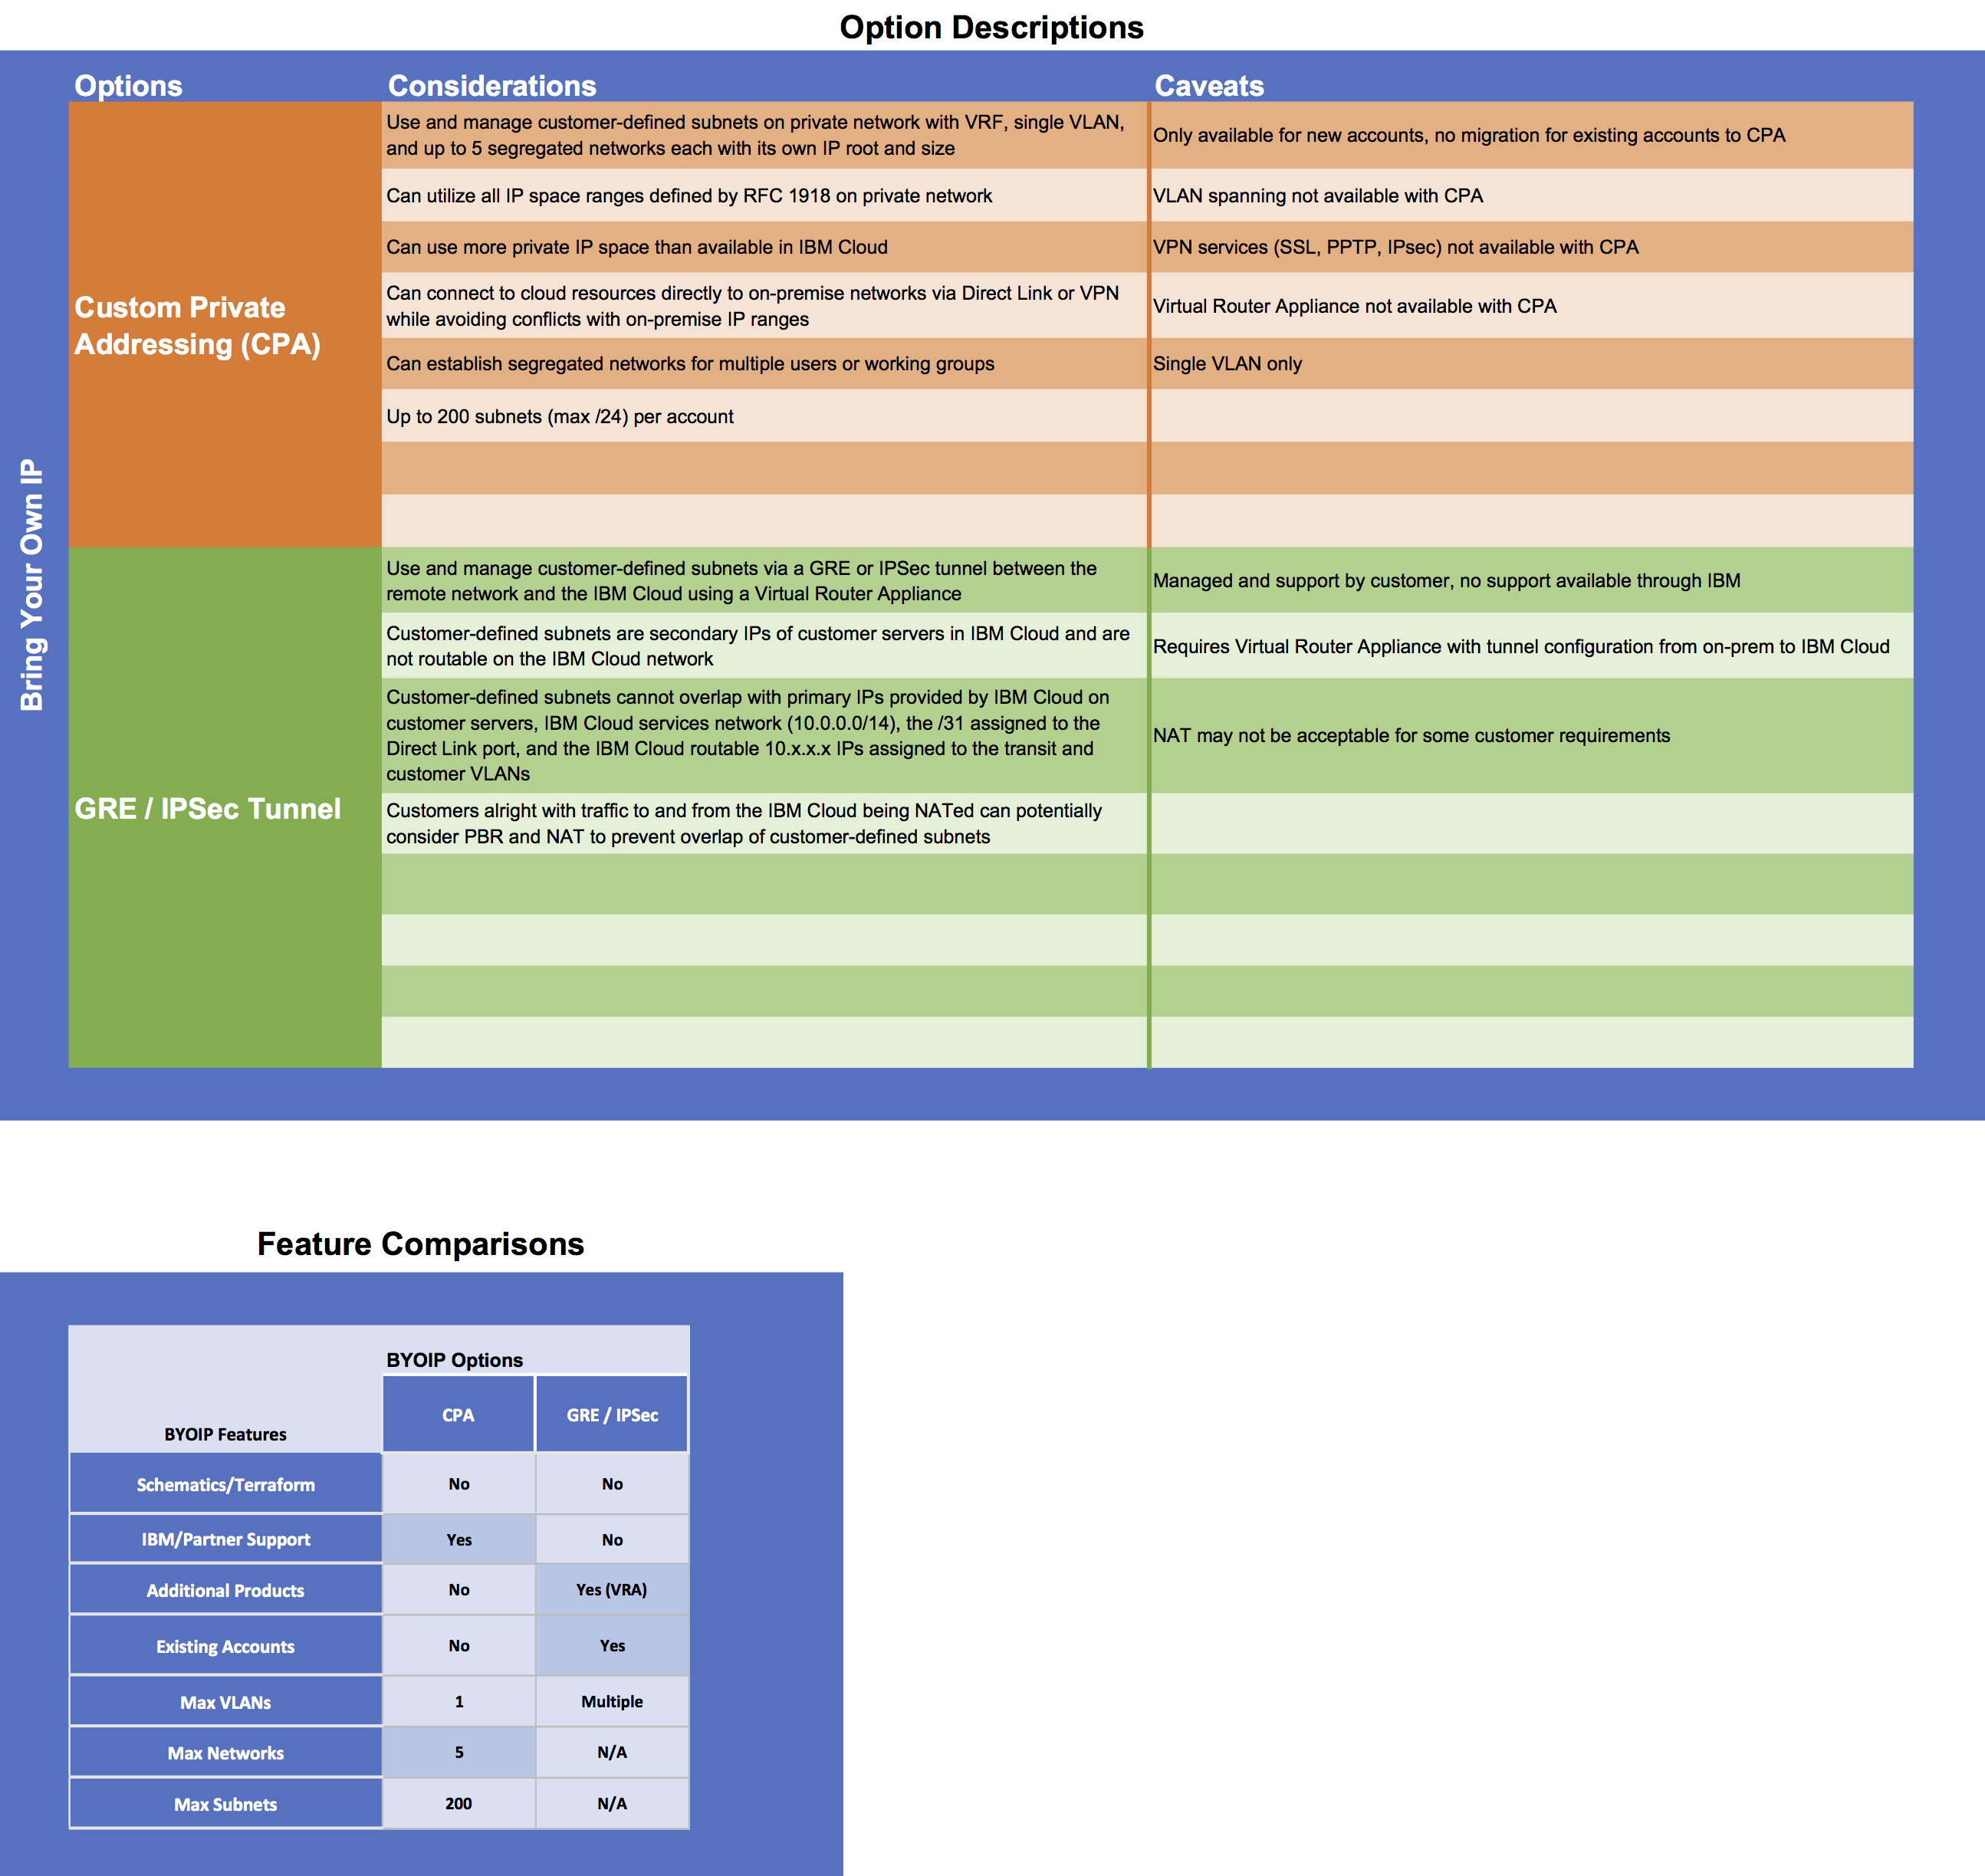 Option Descriptions
Bring Your Own IP
Options
Considerations
Caveats
Custom Private
Addressing (CPA)
Use and manage customer-defined subnets on private network with VRF, single VLAN,
and up to 5 segregated networks each with its own IP root and size
Only available for new accounts, no migration for existing accounts to CPA
Can utilize all IP space ranges defined by RFC 1918 on private network
VLAN spanning not available with CPA
Can use more private IP space than available in IBM Cloud
VPN services (SSL, PPTP, IPsec) not available with CPA
Can connect to cloud resources directly to on-premise networks via Direct Link or VPN
while avoiding conflicts with on-premise IP ranges
Virtual Router Appliance not available with CPA
Can establish segregated networks for multiple users or working groups
Single VLAN only
Up to 200 subnets (max /24) per account
GRE / IPSec Tunnel
Use and manage customer-defined subnets via a GRE or IPSec tunnel between the
remote network and the IBM Cloud using a Virtual Router Appliance
Managed and support by customer, no support available through IBM
Customer-defined subnets are secondary IPs of customer servers in IBM Cloud and are
not routable on the IBM Cloud network
Requires Virtual Router Appliance with tunnel configuration from on-prem to IBM Cloud
Customer-defined subnets cannot overlap with primary IPs provided by IBM Cloud on
customer servers, IBM Cloud services network (10.0.0.0/14), the /31 assigned to the
Direct Link port, and the IBM Cloud routable 10.x.x.x IPs assigned to the transit and
customer VLANs
NAT may not be acceptable for some customer requirements
Customers alright with traffic to and from the IBM Cloud being NATed can potentially
consider PBR and NAT to prevent overlap of customer-defined subnets
Feature Comparisons
BYOIP Options
BYOIP Features
CPA
GRE / IPSec
Schematics/Terraform
No
No
IBM/Partner Support
Yes
No
Additional Products
No
Yes (VRA)
Existing Accounts
No
Yes
Max VLANs
1
Multiple
Max Networks
5
N/A
Max Subnets
200
N/A